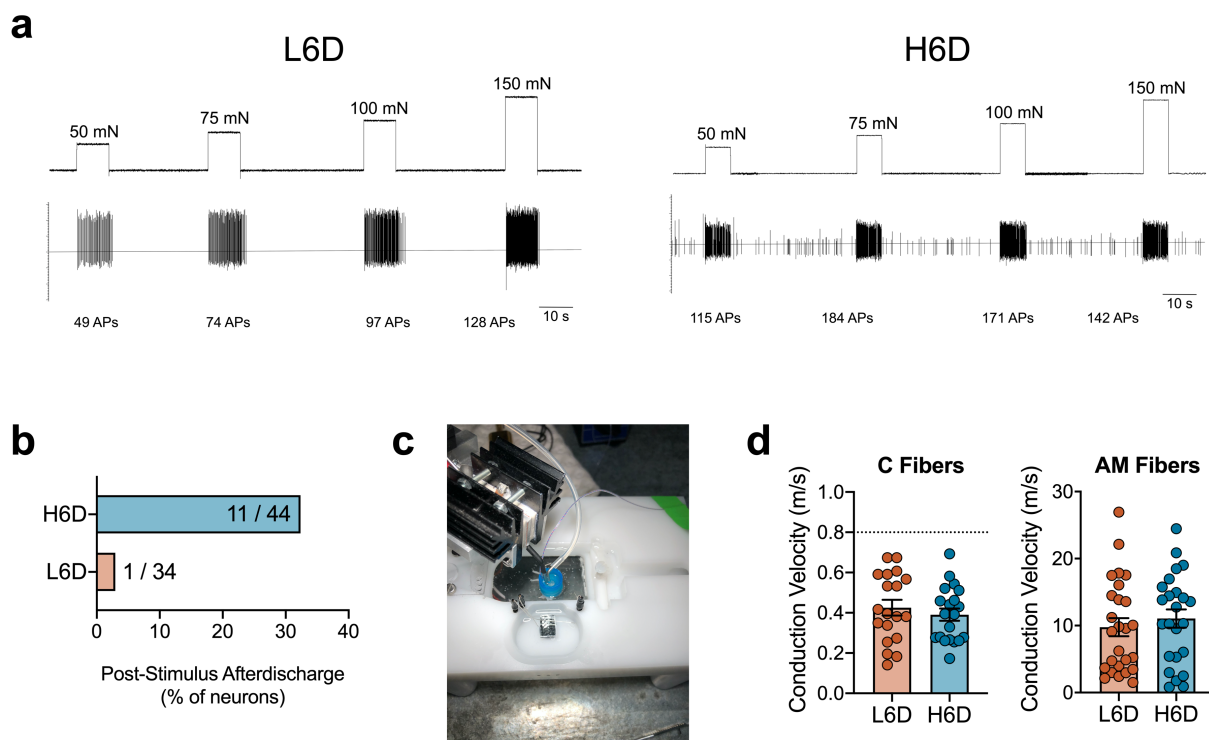 a
L6D
H6D
50 mN
75 mN
100 mN
150 mN
50 mN
75 mN
100 mN
150 mN
49 APs
74 APs
97 APs
128 APs
10 s
115 APs
184 APs
171 APs
142 APs
10 s
b
H6D
11 / 44
L6D
1 / 34
0
10
20
30
40
Post-Stimulus Afterdischarge
(% of neurons)
c
d
C Fibers
Conduction Velocity (m/s)
1.0
0.8
0.6
0.4
0.2
0.0
L6D
H6D
AM Fibers
Conduction Velocity (m/s)
30
20
10
0
L6D
H6D